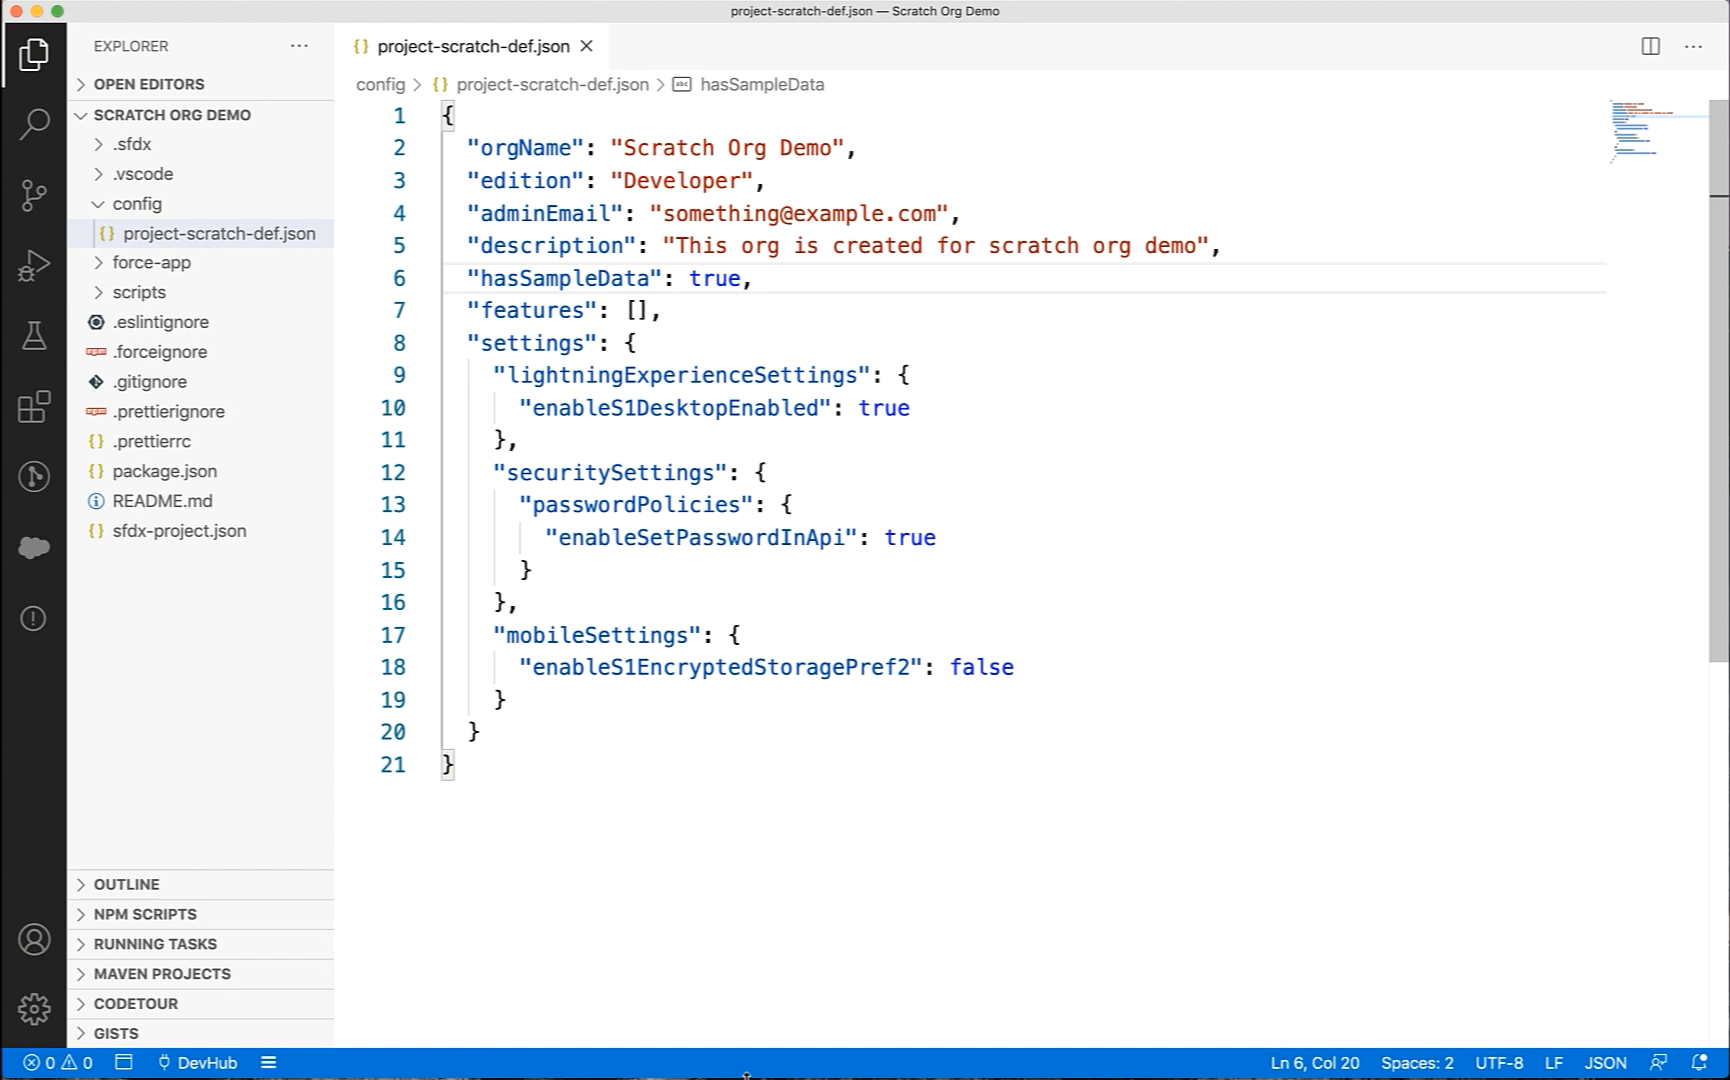 project-scratch-def.json — Scratch Org Demo
EXPLORER
OPEN EDITORS
SCRATCH ORG DEMO
.sfdx
.vscode
config
{} project-scratch-def.json
force-app
scripts
.eslintignore
.forceignore
.gitignore
.prettierignore
{} .prettierrc
{} package.json
README.md
{} sfdx-project.json
OUTLINE
NPM SCRIPTS
RUNNING TASKS
MAVEN PROJECTS
CODETOUR
GISTS
{} project-scratch-def.json
config > {} project-scratch-def.json > abc hasSampleData
1 {
2 "orgName": "Scratch Org Demo",
3 "edition": "Developer",
4 "adminEmail": "something@example.com",
5 "description": "This org is created for scratch org demo",
6 "hasSampleData": true,
7 "features": [],
8 "settings": {
9 "lightningExperienceSettings": {
10 "enableS1DesktopEnabled": true
11 },
12 "securitySettings": {
13 "passwordPolicies": {
14 "enableSetPasswordInApi": true
15 }
16 },
17 "mobileSettings": {
18 "enableS1EncryptedStoragePref2": false
19 }
20 }
21 }
0 0 DevHub Ln 6, Col 20 Spaces: 2 UTF-8 LF JSON